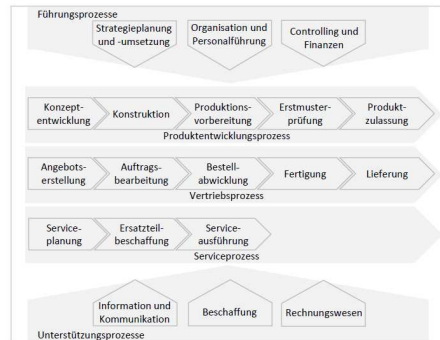 Führungsprozesse
Strategieplanung
und -umsetzung
Organisation und
Personalführung
Controlling und
Finanzen
Konzept-
entwicklung
Konstruktion
Produktions-
vorbereitung
Erstmuster-
prüfung
Produkt-
zulassung
Produktentwicklungsprozess
Angebots-
erstellung
Auftrags-
bearbeitung
Bestell-
abwicklung
Fertigung
Lieferung
Vertriebsprozess
Service-
planung
Ersatzteil-
beschaffung
Service-
ausführung
Serviceprozess
Information und
Kommunikation
Beschaffung
Rechnungswesen
Unterstützungsprozesse